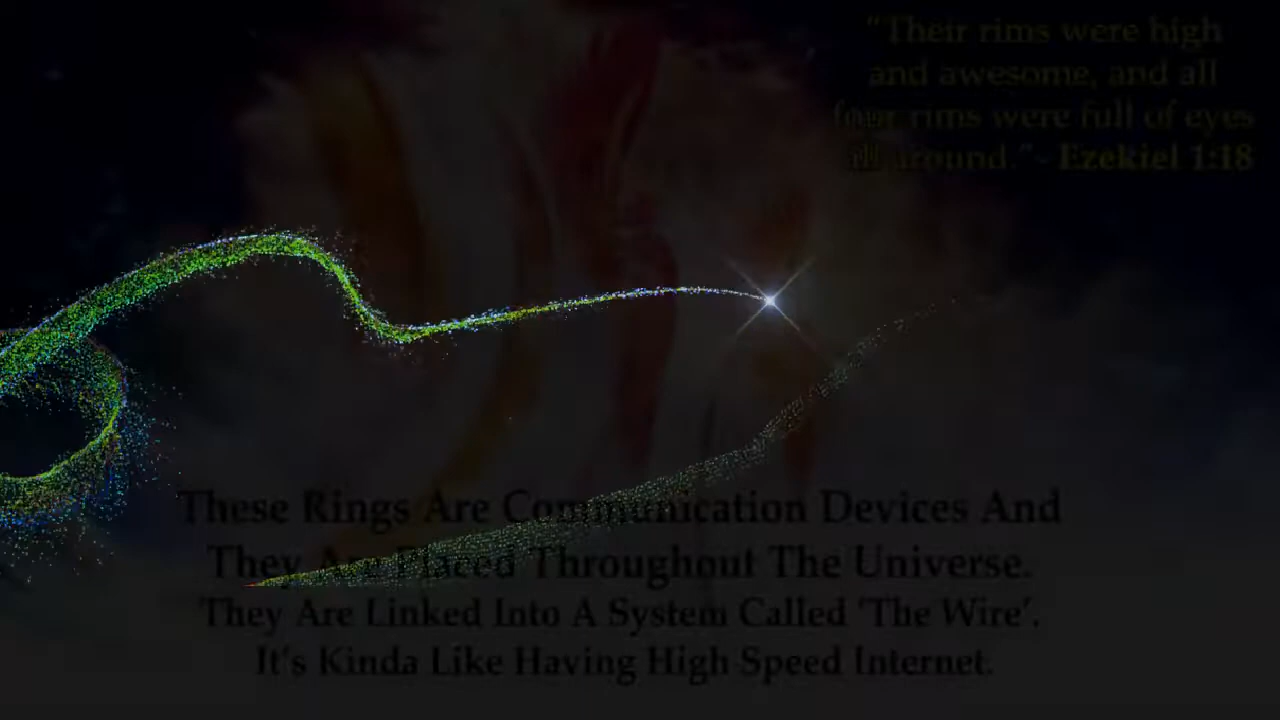 "Their rims were high
and awesome, and all
four rims were full of eyes
all around." - Ezekiel 1:18
These Rings Are Communication Devices And
They Are Placed Throughout The Universe.
They Are Linked Into A System Called 'The Wire'.
It's Kinda Like Having High Speed Internet.